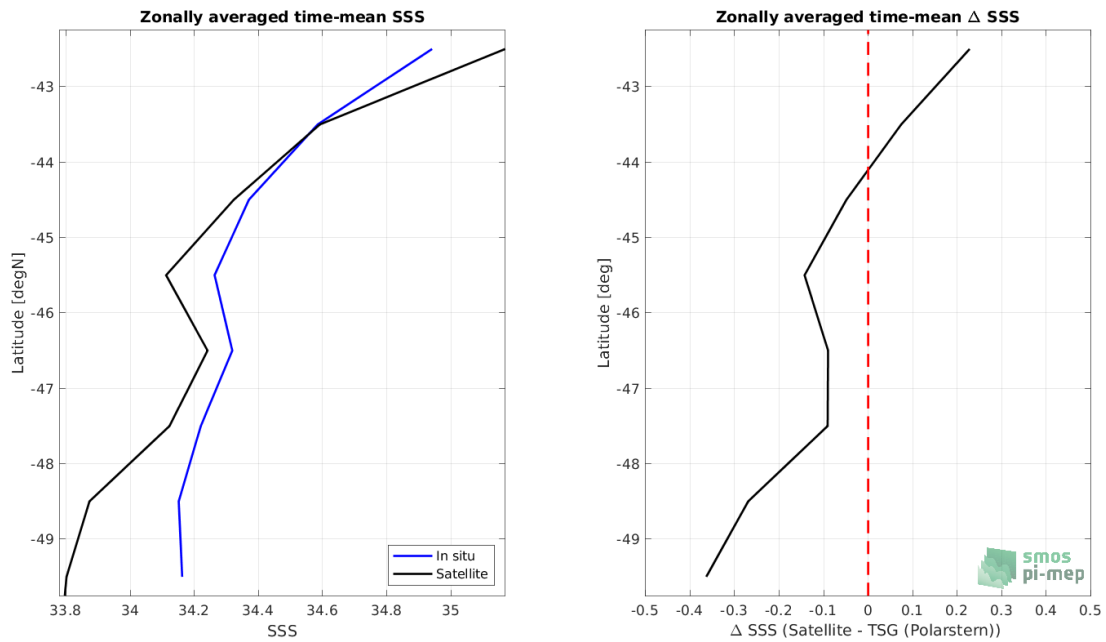 Zonally averaged time-mean SSS
-43
-44
-45
-46
-47
-48
-49
Latitude [degN]
33.8 34 34.2 34.4 34.6 34.8 35
SSS
In situ
Satellite
Zonally averaged time-mean Δ SSS
-43
-44
-45
-46
-47
-48
-49
Latitude [deg]
-0.5 -0.4 -0.3 -0.2 -0.1 0 0.1 0.2 0.3 0.4 0.5
Δ SSS (Satellite - TSG (Polarstern))
smos
pi-mep